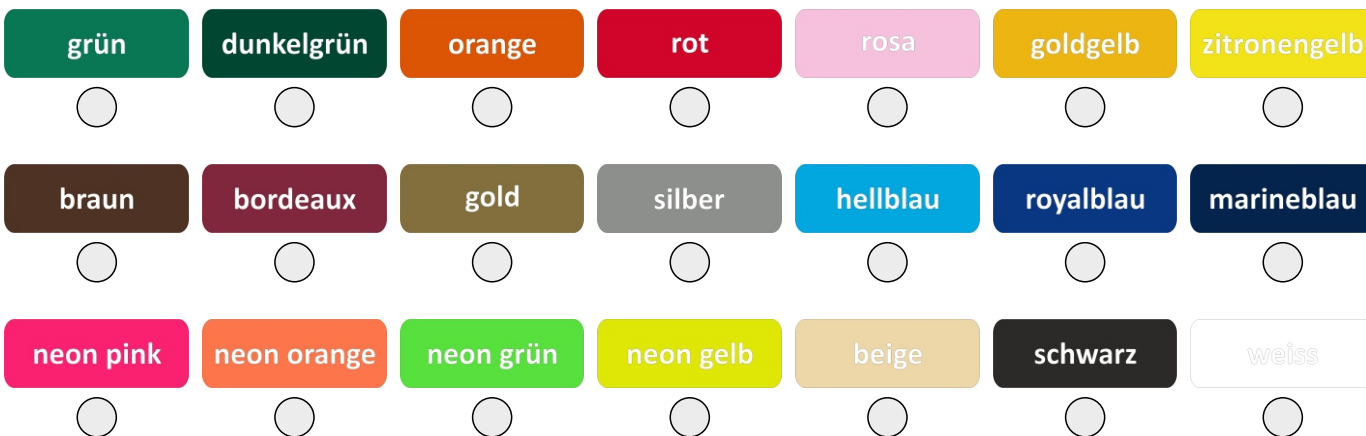 grün dunkelgrün orange rot rosa goldgelb zitronengelb
braun bordeaux gold silber hellblau royalblau marineblau
neon pink neon orange neon grün neon gelb beige schwarz weiss